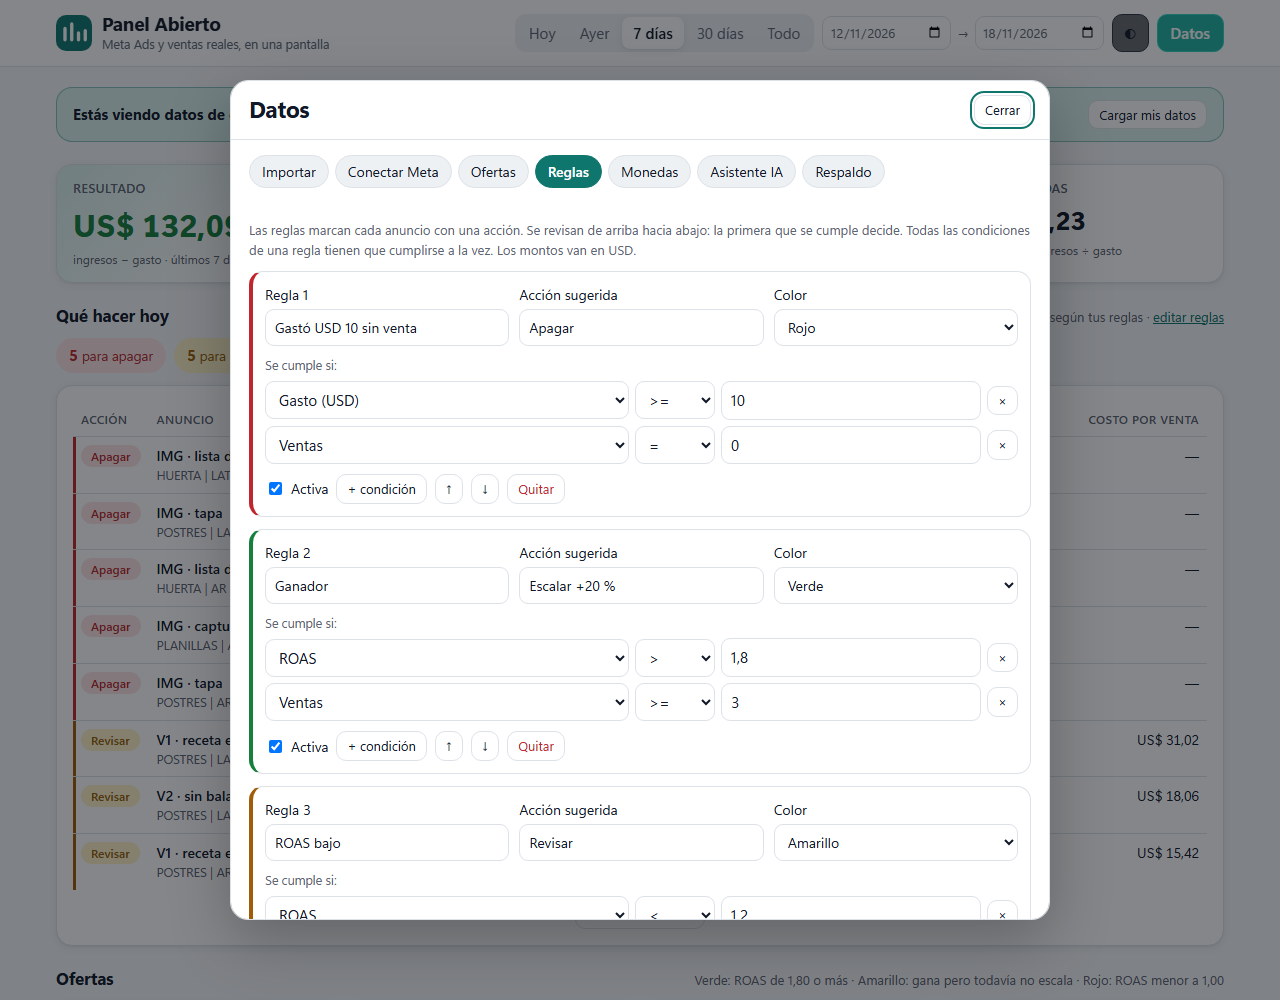 Panel Abierto
Meta Ads y ventas reales, en una pantalla
Hoy Ayer 7 días 30 días Todo 12/11/2026 → 18/11/2026 Datos
Estás viendo datos de
Cargar mis datos
Datos
Cerrar
Importar Conectar Meta Ofertas Reglas Monedas Asistente IA Respaldo
RESULTADO
US$ 132,09
ingresos − gasto · últimos 7 d
,23
Las reglas marcan cada anuncio con una acción. Se revisan de arriba hacia abajo: la primera que se cumple decide. Todas las condiciones
de una regla tienen que cumplirse a la vez. Los montos van en USD.
Qué hacer hoy
según tus reglas · editar reglas
5 para apagar 5 para
Regla 1 Acción sugerida Color
Gastó USD 10 sin venta Apagar Rojo
Se cumple si:
Gasto (USD) >= 10 ×
Ventas = 0 ×
Activa + condición ↑ ↓ Quitar
Regla 2 Acción sugerida Color
Ganador Escalar +20 % Verde
Se cumple si:
ROAS > 1,8 ×
Ventas >= 3 ×
Activa + condición ↑ ↓ Quitar
Regla 3 Acción sugerida Color
ROAS bajo Revisar Amarillo
Se cumple si:
ROAS < 1,2 ×
ACCIÓN ANUNCIO COSTO POR VENTA
Apagar IMG · lista d —
HUERTA | LAT
Apagar IMG · tapa —
POSTRES | LA
Apagar IMG · lista d —
HUERTA | AR
Apagar IMG · captu —
PLANILLAS |
Apagar IMG · tapa —
POSTRES | AR
Revisar V1 · receta e US$ 31,02
POSTRES | LA
Revisar V2 · sin bala US$ 18,06
POSTRES | LA
Revisar V1 · receta e US$ 15,42
POSTRES | AR
Ofertas
Verde: ROAS de 1,80 o más · Amarillo: gana pero todavía no escala · Rojo: ROAS menor a 1,00